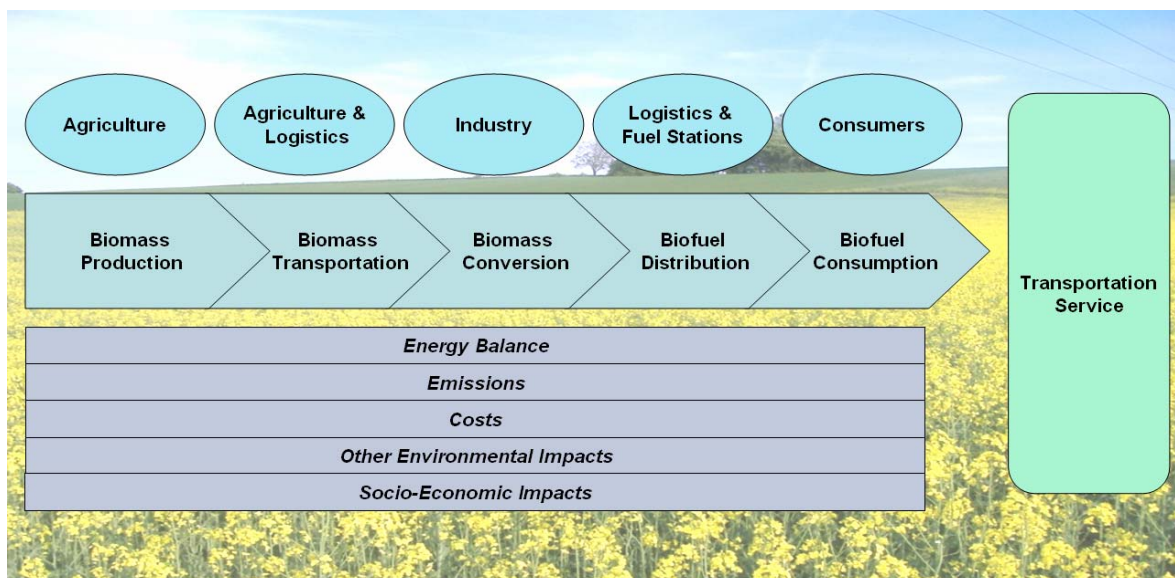 Agriculture
Agriculture &
Logistics
Industry
Logistics &
Fuel Stations
Consumers
Biomass
Production
Biomass
Transportation
Biomass
Conversion
Biofuel
Distribution
Biofuel
Consumption
Transportation
Service
Energy Balance
Emissions
Costs
Other Environmental Impacts
Socio-Economic Impacts